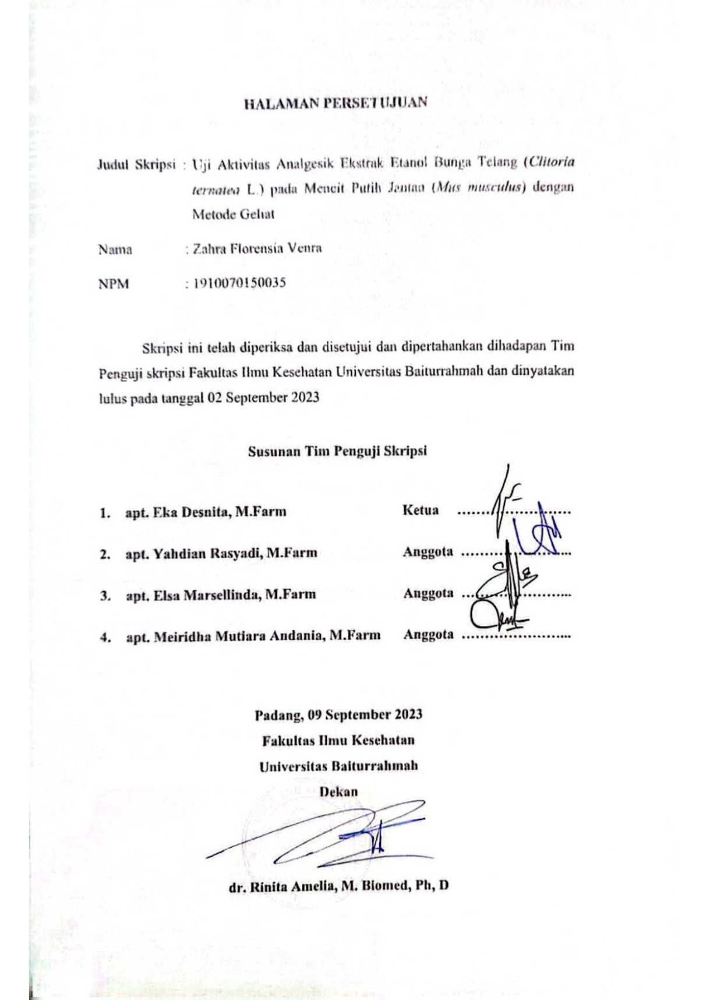 HALAMAN PERSETUJUAN
Judul Skripsi : Uji Aktivitas Analgesik Ekstrak Etanol Bunga Telang (Clitoria
ternatea L.) pada Mencit Putih Jantan (Mus musculus) dengan
Metode Geliat
Nama : Zahra Florensia Venra
NPM : 1910070150035
Skripsi ini telah diperiksa dan disetujui dan dipertahankan dihadapan Tim
Penguji skripsi Fakultas Ilmu Kesehatan Universitas Baiturrahmah dan dinyatakan
lulus pada tanggal 02 September 2023
Susunan Tim Penguji Skripsi
1. apt. Eka Desnita, M.Farm Ketua ..........................
2. apt. Yahdian Rasyadi, M.Farm Anggota ..........................
3. apt. Elsa Marsellinda, M.Farm Anggota ..........................
4. apt. Meiridha Mutiara Andania, M.Farm Anggota ..........................
Padang, 09 September 2023
Fakultas Ilmu Kesehatan
Universitas Baiturrahmah
Dekan
dr. Rinita Amelia, M. Biomed, Ph, D